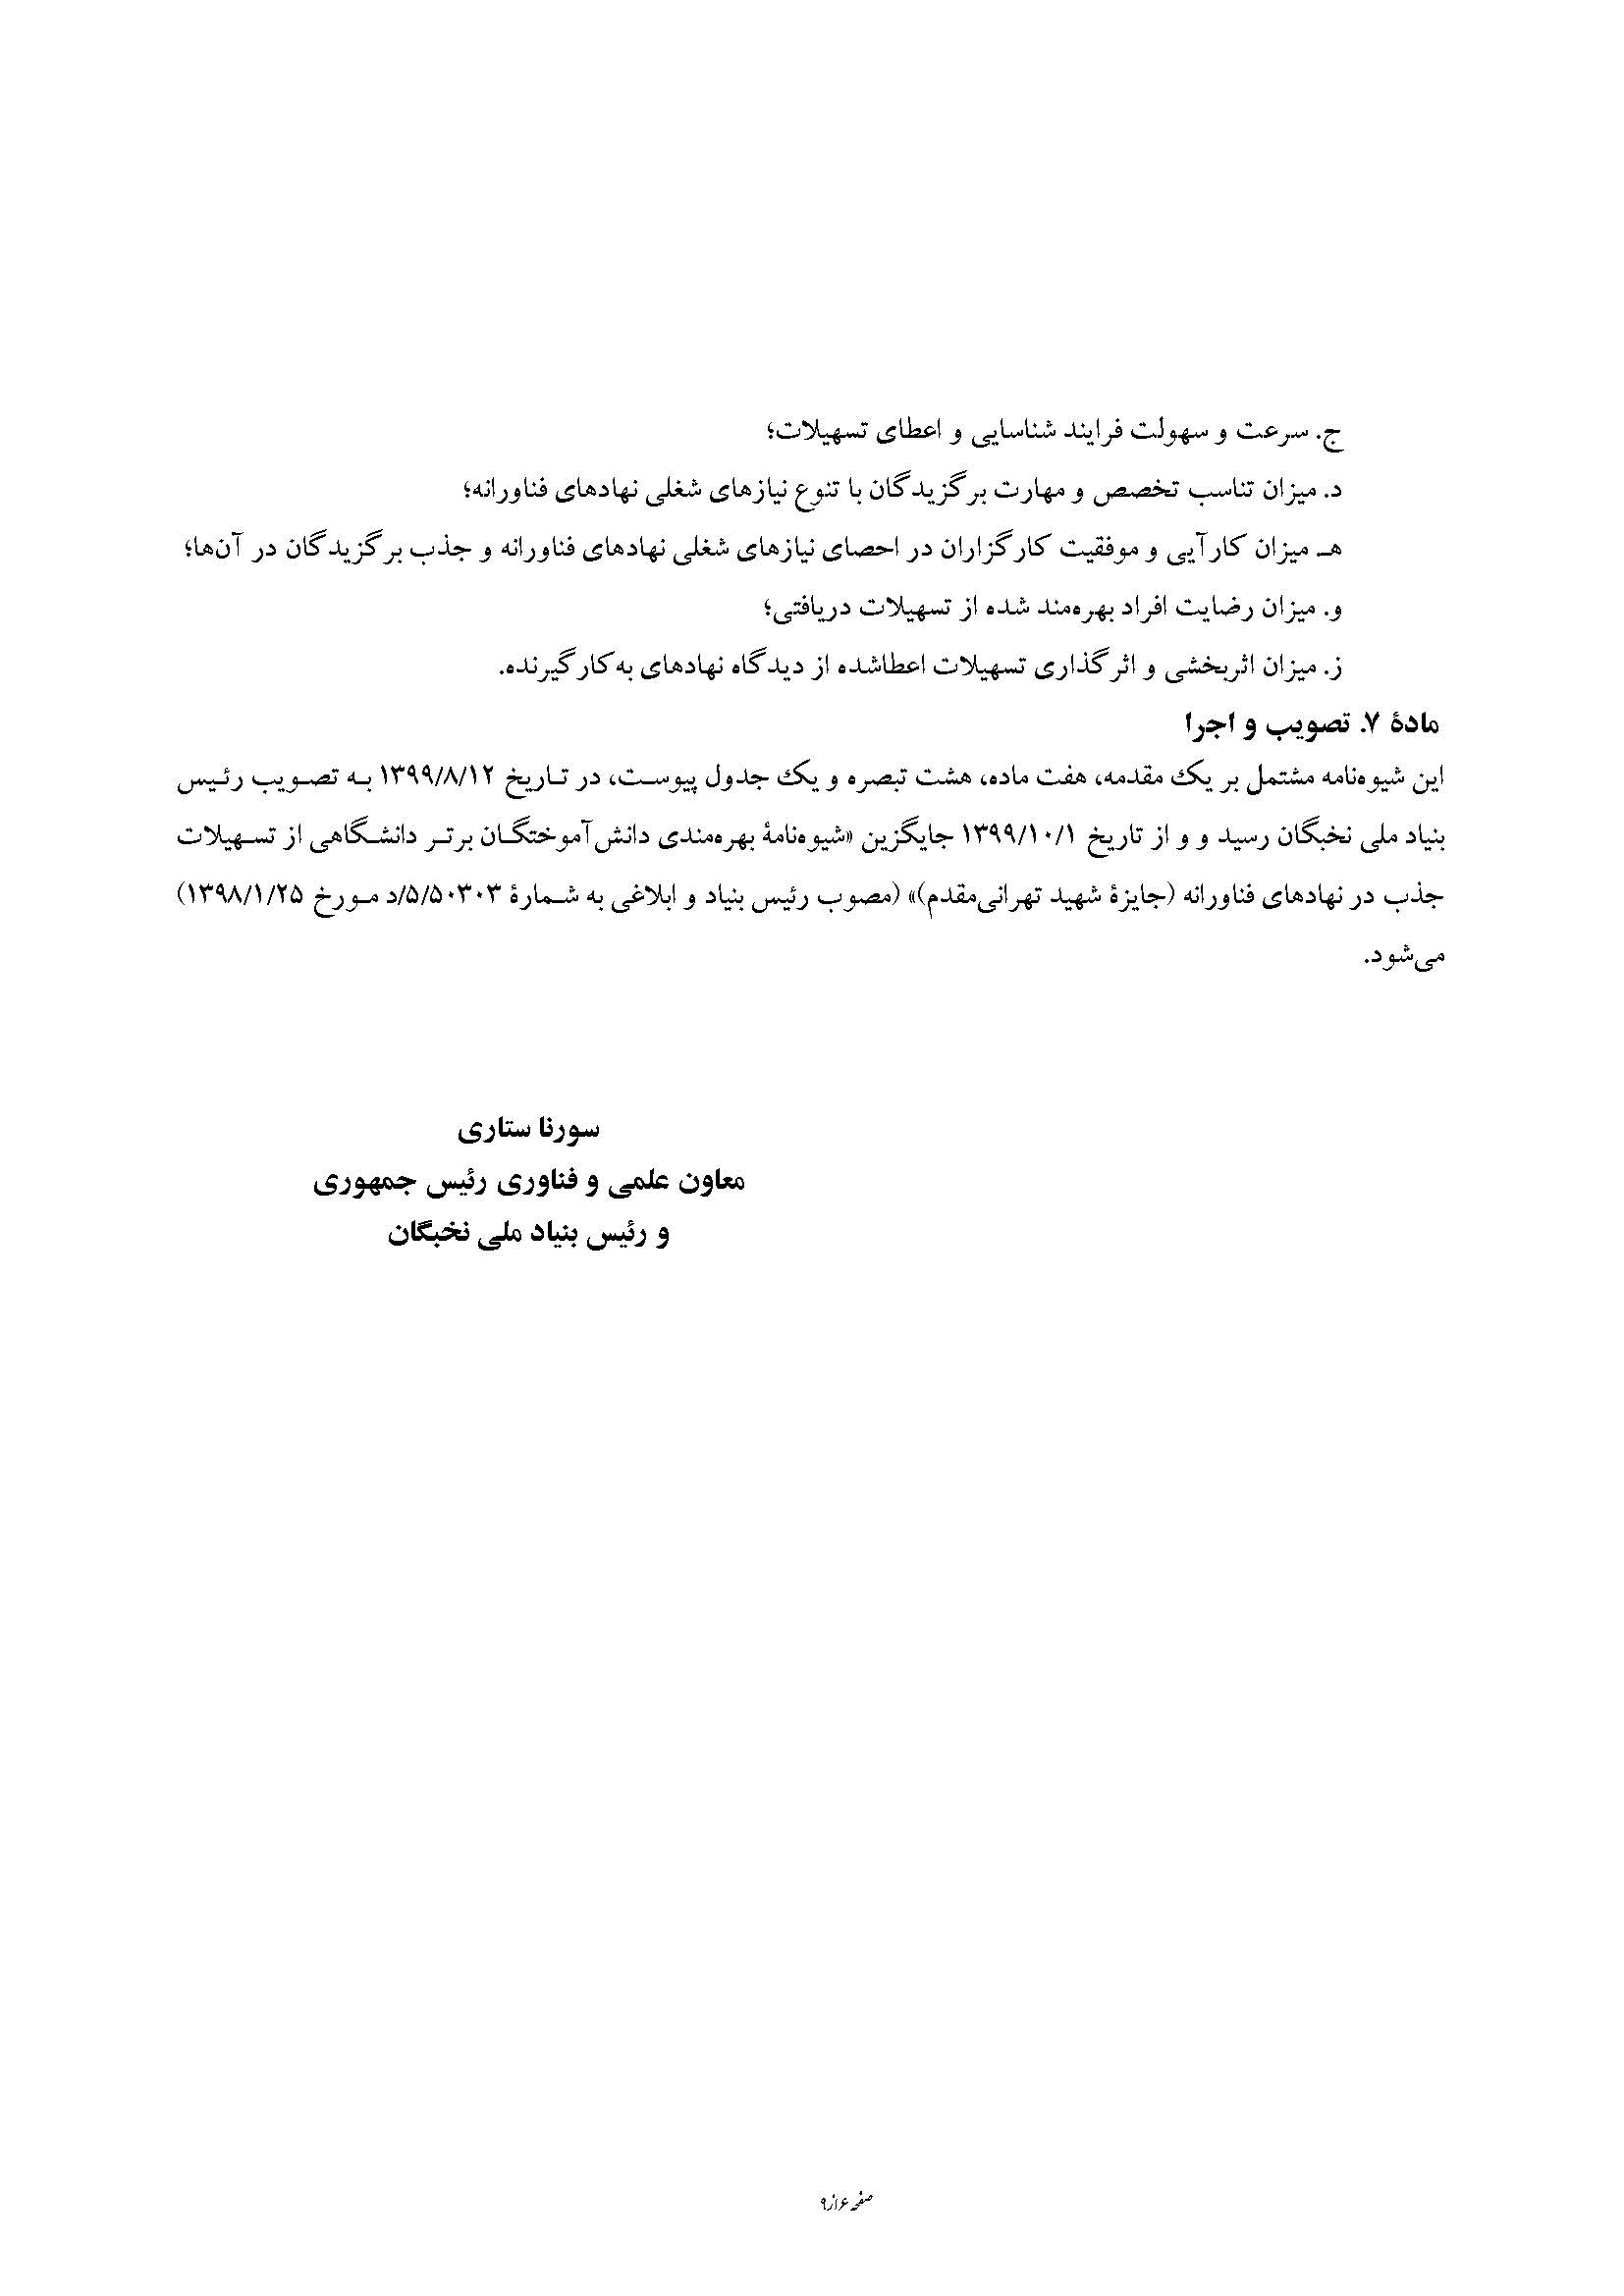 ج. سرعت و سهولت فرایند شناسایی و اعطای تسهیلات؛
د. میزان تناسب تخصص و مهارت برگزیدگان با تنوع نیازهای شغلی نهادهای فناورانه؛
هـ میزان کارآیی و موفقیت کارگزاران در احصای نیازهای شغلی نهادهای فناورانه و جذب برگزیدگان در آن‌ها؛
و. میزان رضایت افراد بهره‌مند شده از تسهیلات دریافتی؛
ز. میزان اثربخشی و اثرگذاری تسهیلات اعطاشده از دیدگاه نهادهای به‌کارگیرنده.
مادۀ ۷. تصویب و اجرا
این شیوه‌نامه مشتمل بر یک مقدمه، هفت ماده، هشت تبصره و یک جدول پیوست، در تاریخ ۱۳۹۹/۸/۱۲ به تصویب رئیس
بنیاد ملی نخبگان رسید و و از تاریخ ۱۳۹۹/۱۰/۱ جایگزین «شیوه‌نامۀ بهره‌مندی دانش‌آموختگان برتر دانشگاهی از تسهیلات
جذب در نهادهای فناورانه (جایزۀ شهید تهرانی‌مقدم)» (مصوب رئیس بنیاد و ابلاغی به شمارۀ ۵/۵۰۳۰۳/د مورخ ۱۳۹۸/۱/۲۵)
می‌شود.
سورنا ستاری
معاون علمی و فناوری رئیس جمهوری
و رئیس بنیاد ملی نخبگان
صفحه ۶ از ۹